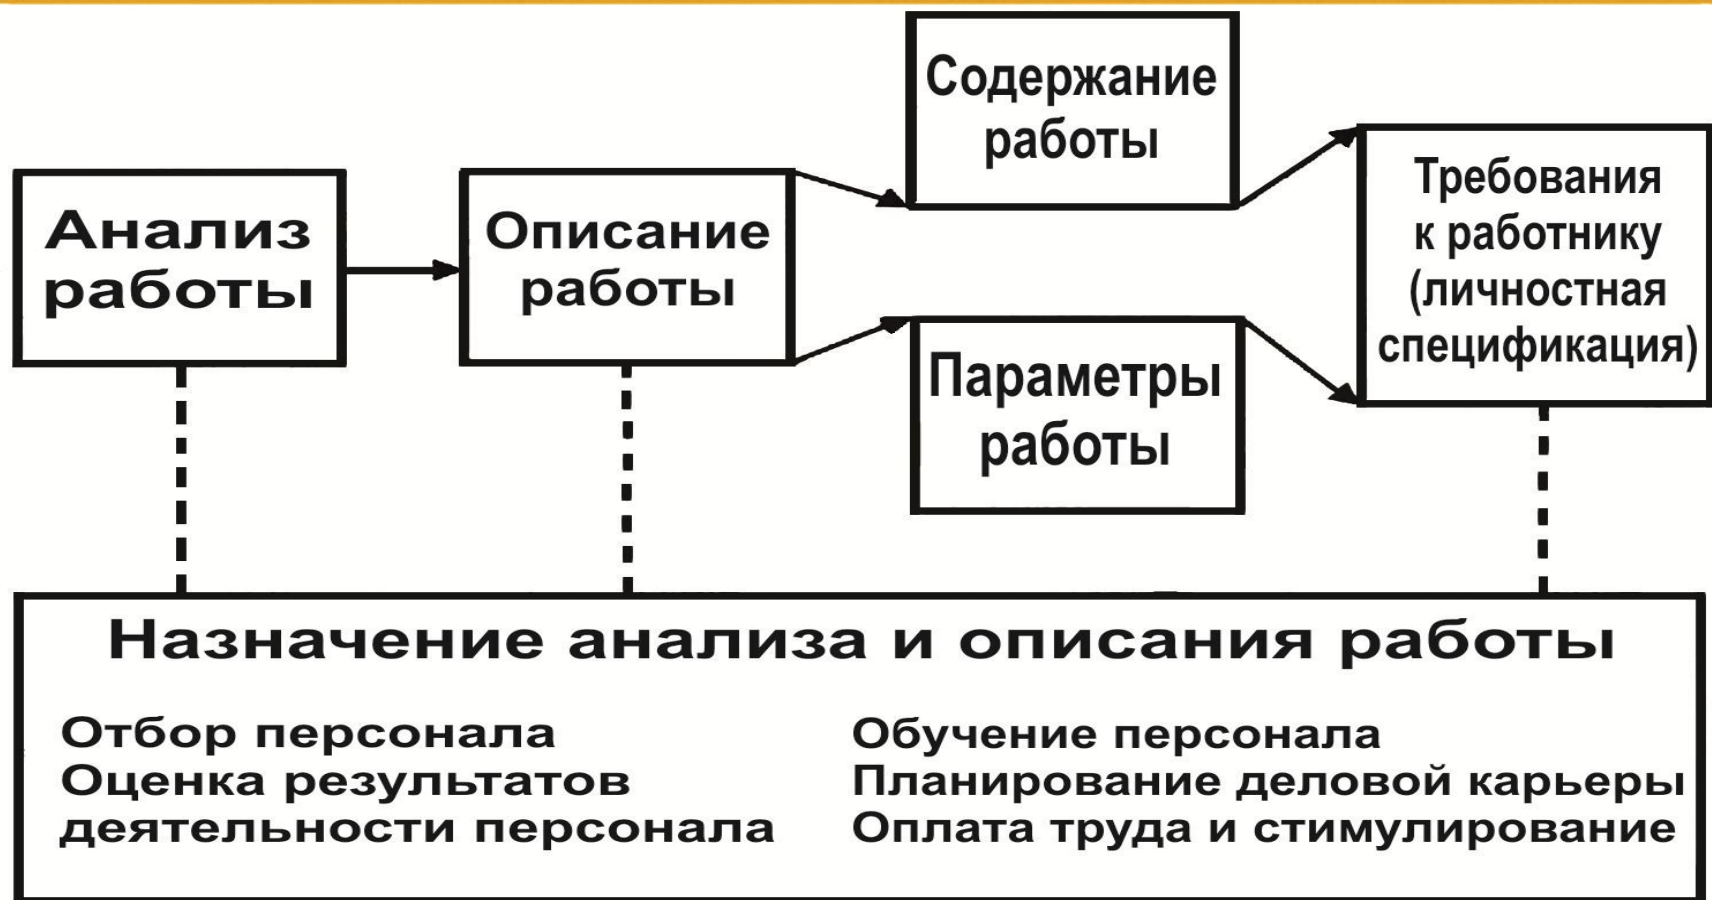 Анализ
работы
Описание
работы
Содержание
работы
Параметры
работы
Требования
к работнику
(личностная
спецификация)
Назначение анализа и описания работы
Отбор персонала
Оценка результатов
деятельности персонала
Обучение персонала
Планирование деловой карьеры
Оплата труда и стимулирование